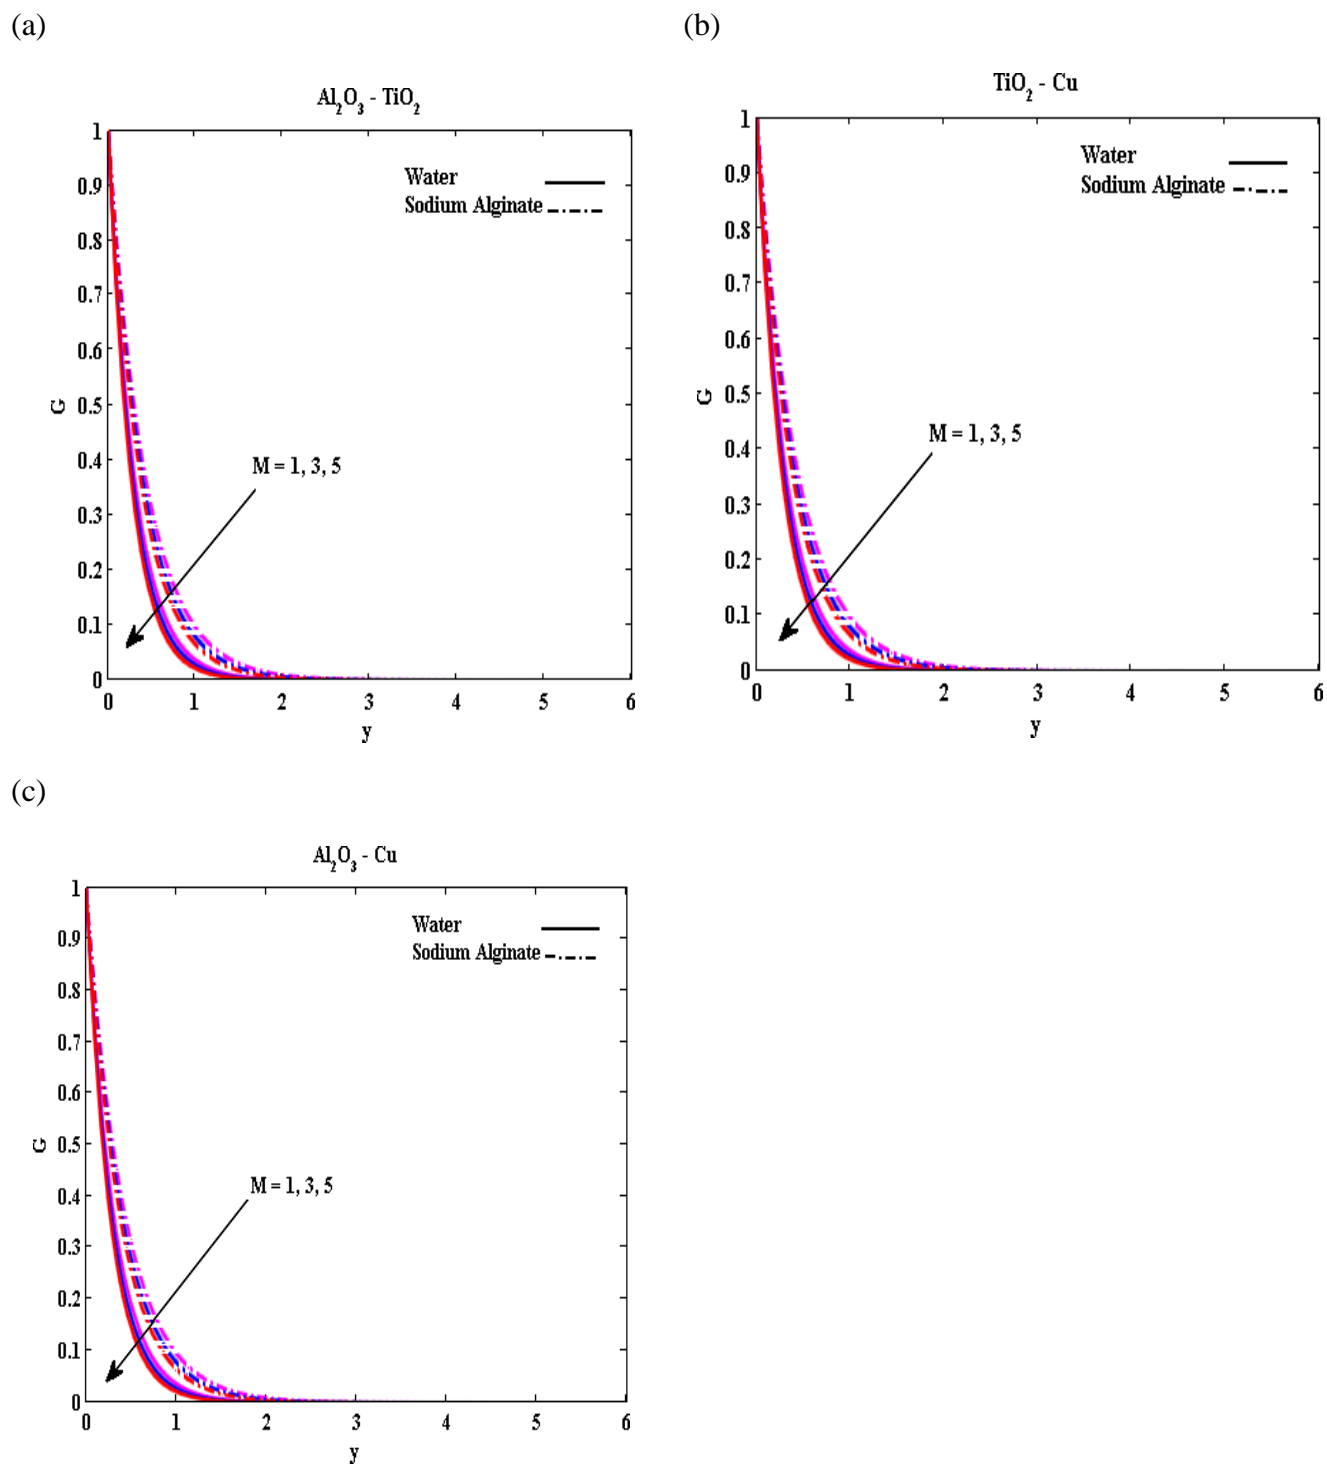 (a)
Al₂O₃ - TiO₂
1
0.9
0.8
0.7
0.6
0.5
0.4
0.3
0.2
0.1
0
G
Water
Sodium Alginate
M = 1, 3, 5
0 1 2 3 4 5 6
y
(b)
TiO₂ - Cu
1
0.9
0.8
0.7
0.6
0.5
0.4
0.3
0.2
0.1
0
G
Water
Sodium Alginate
M = 1, 3, 5
0 1 2 3 4 5 6
y
(c)
Al₂O₃ - Cu
1
0.9
0.8
0.7
0.6
0.5
0.4
0.3
0.2
0.1
0
G
Water
Sodium Alginate
M = 1, 3, 5
0 1 2 3 4 5 6
y